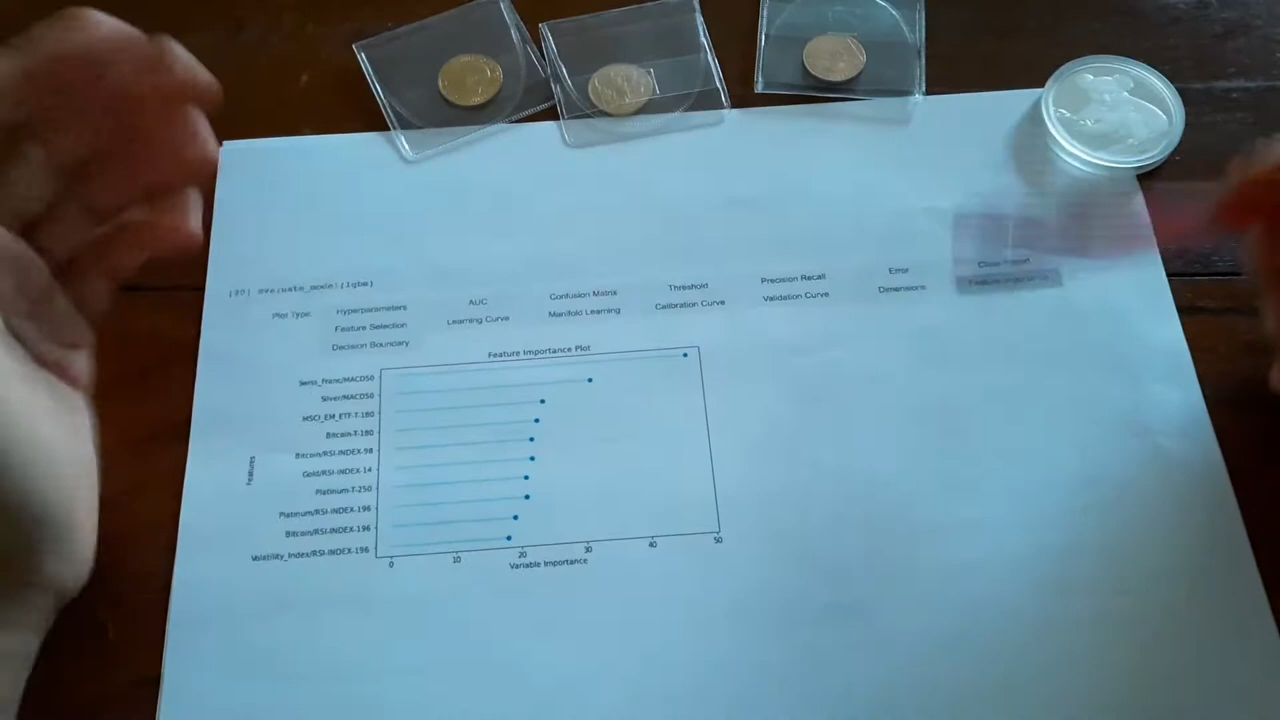 [30] evaluate_model(lgbm)
Plot Type: Hyperparameters AUC Confusion Matrix Threshold Precision Recall Error Class Report
Feature Selection Learning Curve Manifold Learning Calibration Curve Validation Curve Dimensions Feature
Decision Boundary
Feature Importance Plot
Swiss_Franc/MACD50
Silver/MACD50
MSCI_EM_ETF-T-180
Bitcoin-T-180
Bitcoin/RSI-INDEX-98
Gold/RSI-INDEX-14
Platinum-T-250
Platinum/RSI-INDEX-196
Bitcoin/RSI-INDEX-196
Volatility_Index/RSI-INDEX-196
Features
0 10 20 30 40 50
Variable Importance